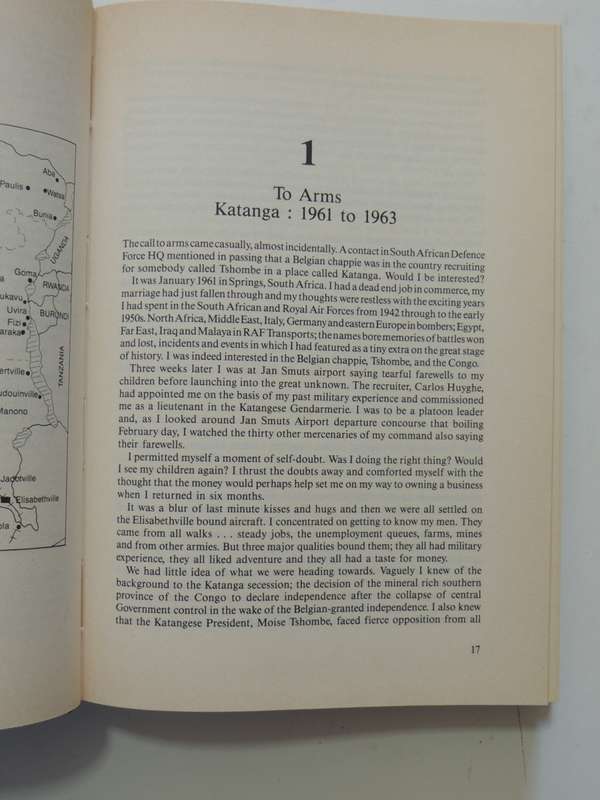 Aba
Paulis
Watsa
Bunia
UGANDA
Goma
RWANDA
Bukavu
Uvira
BURUNDI
Fizi
TANZANIA
Manono
Jadotville
Elisabethville
1
To Arms
Katanga : 1961 to 1963
The call to arms came casually, almost incidentally. A contact in South African Defence
Force HQ mentioned in passing that a Belgian chappie was in the country recruiting
for somebody called Tshombe in a place called Katanga. Would I be interested?
It was January 1961 in Springs, South Africa. I had a dead end job in commerce, my
marriage had just fallen through and my thoughts were restless with the exciting years
I had spent in the South African and Royal Air Forces from 1942 through to the early
1950s. North Africa, Middle East, Italy, Germany and eastern Europe in bombers; Egypt,
Far East, Iraq and Malaya in RAF Transports; the names bore memories of battles won
and lost, incidents and events in which I had featured as a tiny extra on the great stage
of history. I was indeed interested in the Belgian chappie, Tshombe, and the Congo.
Three weeks later I was at Jan Smuts airport saying tearful farewells to my
children before launching into the great unknown. The recruiter, Carlos Huyghe,
had appointed me on the basis of my past military experience and commissioned
me as a lieutenant in the Katangese Gendarmerie. I was to be a platoon leader
and, as I looked around Jan Smuts Airport departure concourse that boiling
February day, I watched the thirty other mercenaries of my command also saying
their farewells.
I permitted myself a moment of self-doubt. Was I doing the right thing? Would
I see my children again? I thrust the doubts away and comforted myself with the
thought that the money would perhaps help set me on my way to owning a business
when I returned in six months.
It was a blur of last minute kisses and hugs and then we were all settled on
the Elisabethville bound aircraft. I concentrated on getting to know my men. They
came from all walks . . . steady jobs, the unemployment queues, farms, mines
and from other armies. But three major qualities bound them; they all had military
experience, they all liked adventure and they all had a taste for money.
We had little idea of what we were heading towards. Vaguely I knew of the
background to the Katanga secession; the decision of the mineral rich southern
province of the Congo to declare independence after the collapse of central
Government control in the wake of the Belgian-granted independence. I also knew
that the Katangese President, Moise Tshombe, faced fierce opposition from all
17